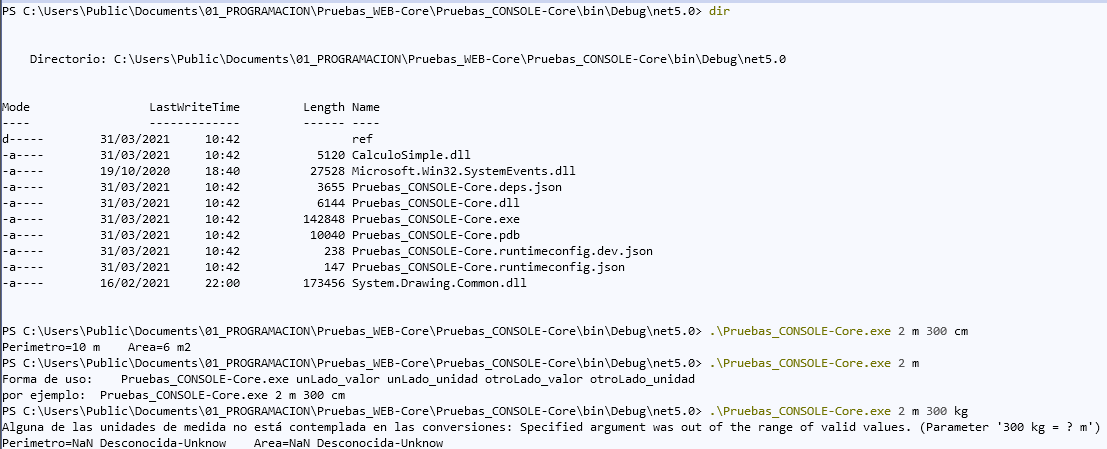 PS C:\Users\Public\Documents\01_PROGRAMACION\Pruebas_WEB-Core\Pruebas_CONSOLE-Core\bin\Debug\net5.0> dir
Directorio: C:\Users\Public\Documents\01_PROGRAMACION\Pruebas_WEB-Core\Pruebas_CONSOLE-Core\bin\Debug\net5.0
Mode LastWriteTime Length Name
---- ------------- ------ ----
d----- 31/03/2021 10:42 ref
-a---- 31/03/2021 10:42 5120 CalculoSimple.dll
-a---- 19/10/2020 18:40 27528 Microsoft.Win32.SystemEvents.dll
-a---- 31/03/2021 10:42 3655 Pruebas_CONSOLE-Core.deps.json
-a---- 31/03/2021 10:42 6144 Pruebas_CONSOLE-Core.dll
-a---- 31/03/2021 10:42 142848 Pruebas_CONSOLE-Core.exe
-a---- 31/03/2021 10:42 10040 Pruebas_CONSOLE-Core.pdb
-a---- 31/03/2021 10:42 238 Pruebas_CONSOLE-Core.runtimeconfig.dev.json
-a---- 31/03/2021 10:42 147 Pruebas_CONSOLE-Core.runtimeconfig.json
-a---- 16/02/2021 22:00 173456 System.Drawing.Common.dll
PS C:\Users\Public\Documents\01_PROGRAMACION\Pruebas_WEB-Core\Pruebas_CONSOLE-Core\bin\Debug\net5.0> .\Pruebas_CONSOLE-Core.exe 2 m 300 cm
Perimetro=10 m Area=6 m2
PS C:\Users\Public\Documents\01_PROGRAMACION\Pruebas_WEB-Core\Pruebas_CONSOLE-Core\bin\Debug\net5.0> .\Pruebas_CONSOLE-Core.exe 2 m
Forma de uso: Pruebas_CONSOLE-Core.exe unLado_valor unLado_unidad otroLado_valor otroLado_unidad
por ejemplo: Pruebas_CONSOLE-Core.exe 2 m 300 cm
PS C:\Users\Public\Documents\01_PROGRAMACION\Pruebas_WEB-Core\Pruebas_CONSOLE-Core\bin\Debug\net5.0> .\Pruebas_CONSOLE-Core.exe 2 m 300 kg
Alguna de las unidades de medida no está contemplada en las conversiones: Specified argument was out of the range of valid values. (Parameter '300 kg = ? m')
Perimetro=NaN Desconocida-Unknow Area=NaN Desconocida-Unknow